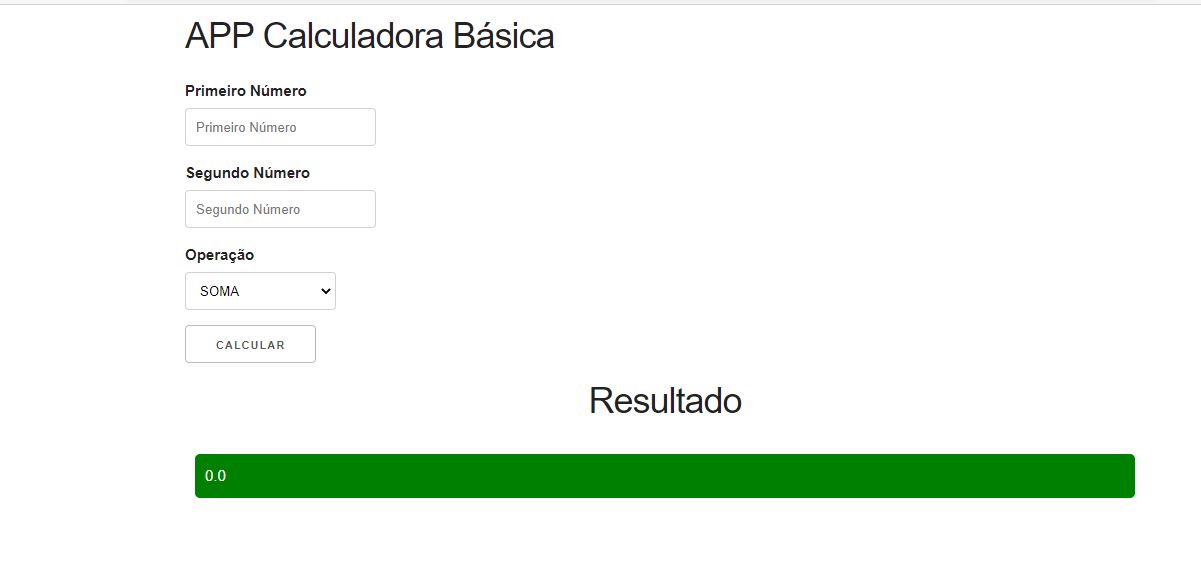 APP Calculadora Básica
Primeiro Número
Primeiro Número
Segundo Número
Segundo Número
Operação
SOMA
CALCULAR
Resultado
0.0